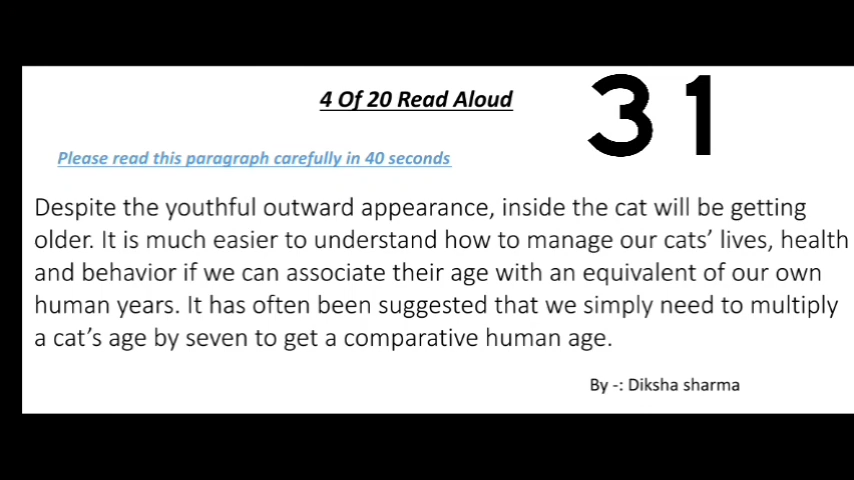 4 Of 20 Read Aloud
31
Please read this paragraph carefully in 40 seconds
Despite the youthful outward appearance, inside the cat will be getting
older. It is much easier to understand how to manage our cats’ lives, health
and behavior if we can associate their age with an equivalent of our own
human years. It has often been suggested that we simply need to multiply
a cat’s age by seven to get a comparative human age.
By -: Diksha sharma